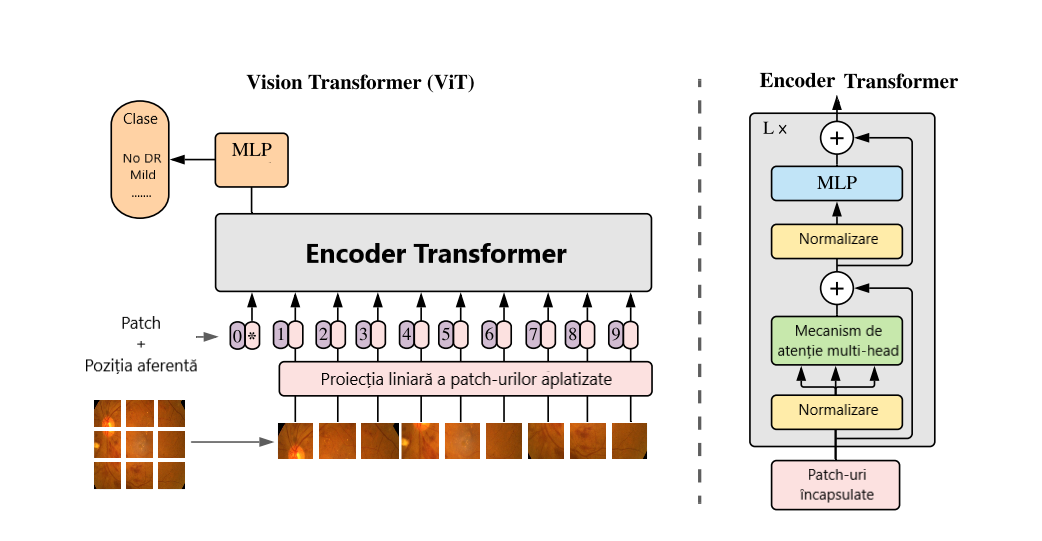 Vision Transformer (ViT)
Clase
No DR
Mild
.......
MLP
Encoder Transformer
Patch
+
Poziția aferentă
0 * 1 2 3 4 5 6 7 8 9
Proiecția liniară a patch-urilor aplatizate
Encoder Transformer
L ×
+
MLP
Normalizare
+
Mecanism de
atenție multi-head
Normalizare
Patch-uri
încapsulate